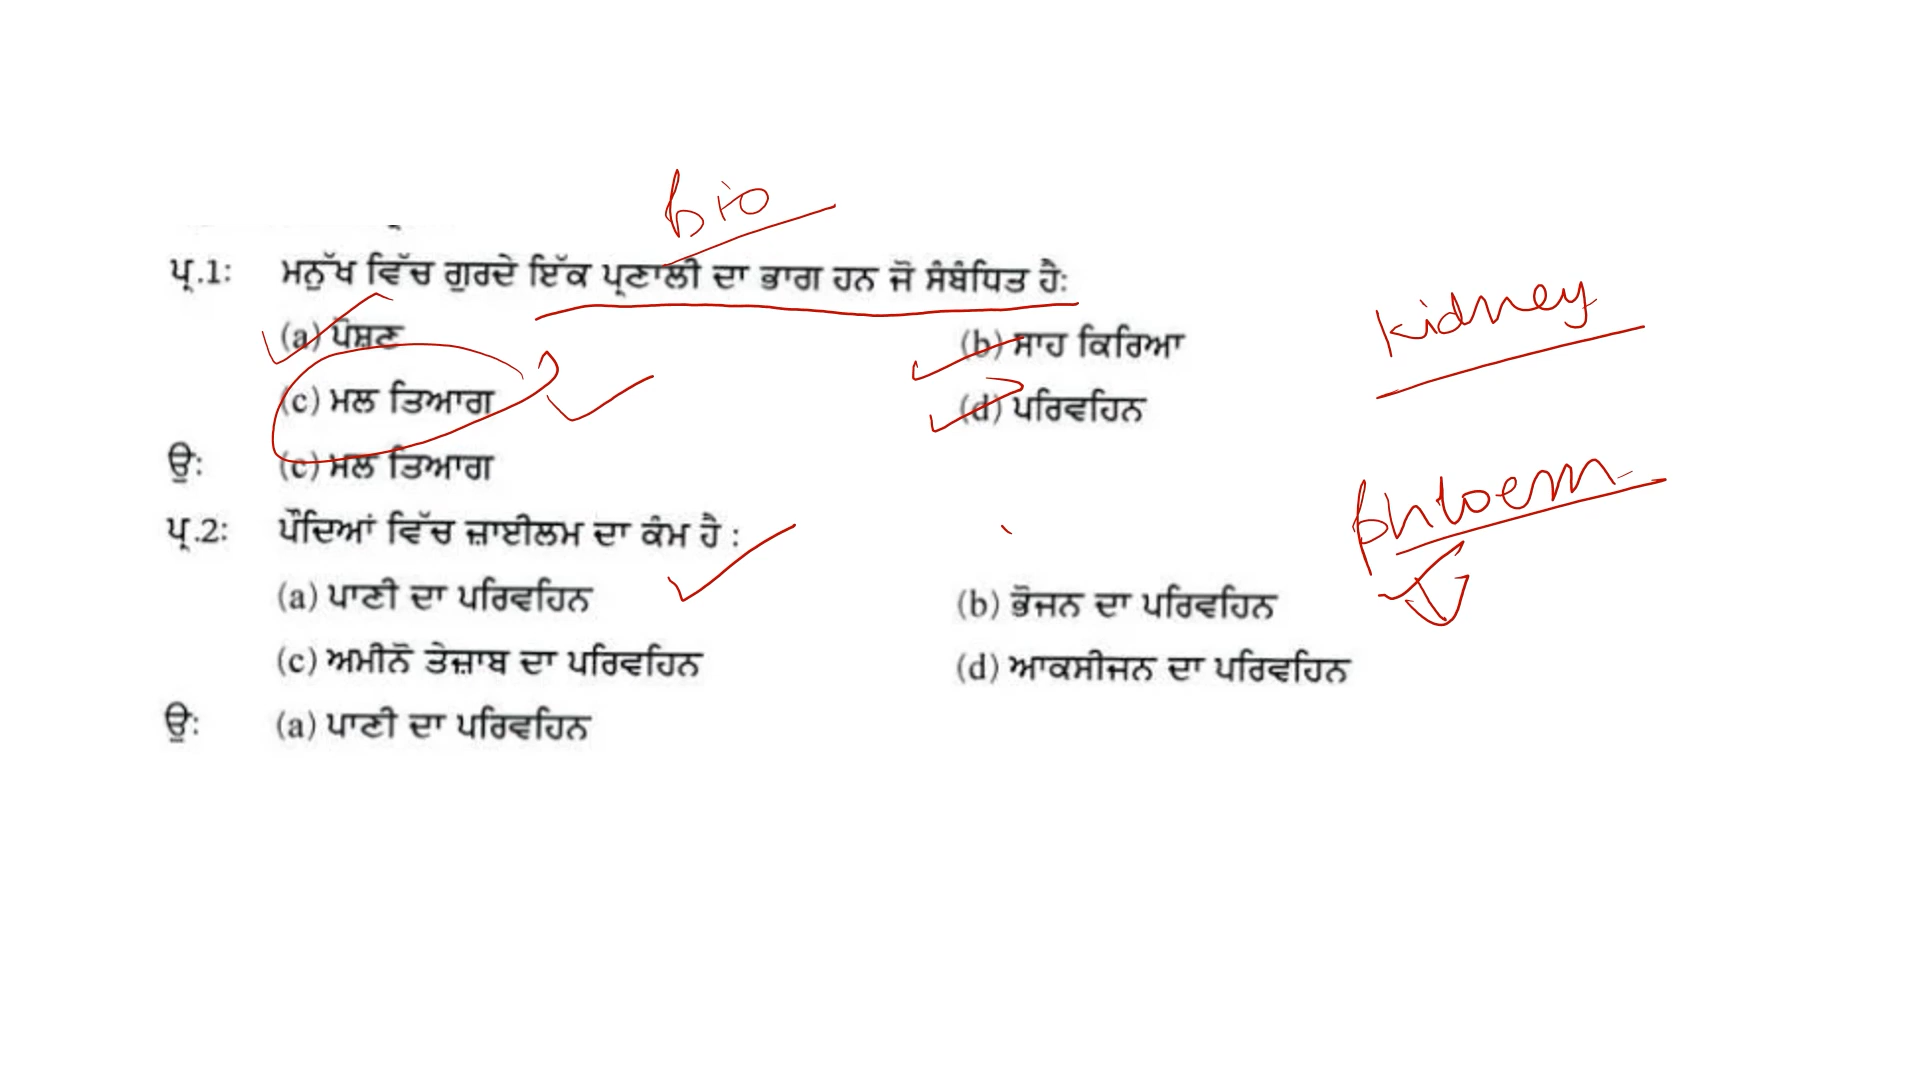 bio
ਪ੍ਰ.1: ਮਨੁੱਖ ਵਿੱਚ ਗੁਰਦੇ ਇੱਕ ਪ੍ਰਣਾਲੀ ਦਾ ਭਾਗ ਹਨ ਜੋ ਸੰਬੰਧਿਤ ਹੈ:
(a) ਪੋਸ਼ਣ (b) ਸਾਹ ਕਿਰਿਆ
kidney
(c) ਮਲ ਤਿਆਗ (d) ਪਰਿਵਹਿਨ
ਉ: (c) ਮਲ ਤਿਆਗ
phloem
ਪ੍ਰ.2: ਪੌਦਿਆਂ ਵਿੱਚ ਜ਼ਾਈਲਮ ਦਾ ਕੰਮ ਹੈ :
(a) ਪਾਣੀ ਦਾ ਪਰਿਵਹਿਨ (b) ਭੋਜਨ ਦਾ ਪਰਿਵਹਿਨ
(c) ਅਮੀਨੋ ਤੇਜ਼ਾਬ ਦਾ ਪਰਿਵਹਿਨ (d) ਆਕਸੀਜਨ ਦਾ ਪਰਿਵਹਿਨ
ਉ: (a) ਪਾਣੀ ਦਾ ਪਰਿਵਹਿਨ